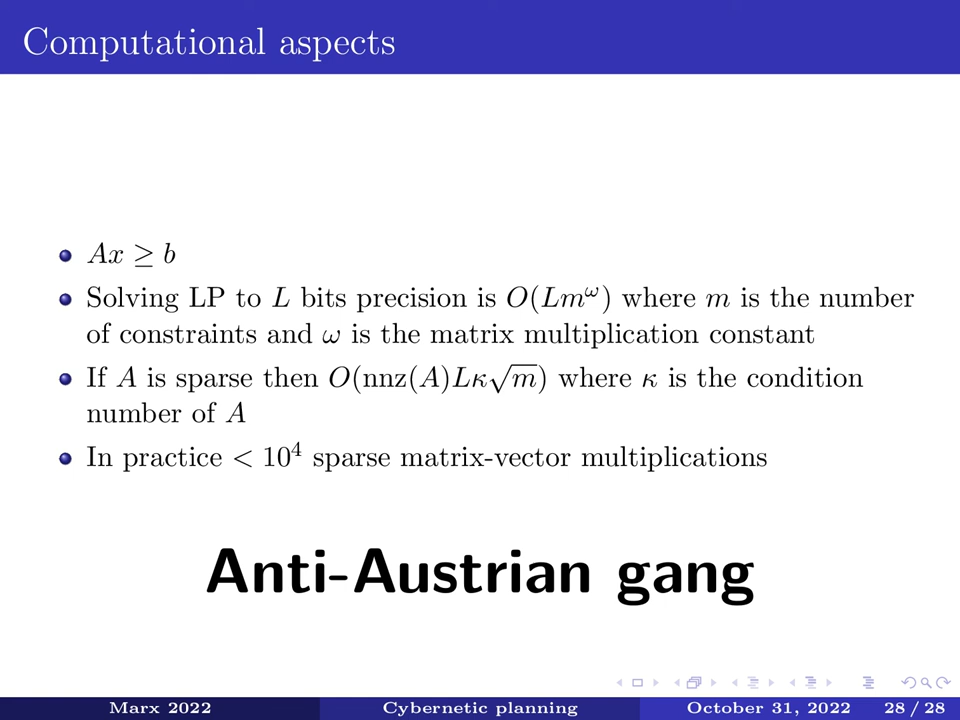 Computational aspects
Ax ≥ b
Solving LP to L bits precision is O(Lm^ω) where m is the number
of constraints and ω is the matrix multiplication constant
If A is sparse then O(nnz(A)Lκ√m) where κ is the condition
number of A
In practice < 10^4 sparse matrix-vector multiplications
Anti-Austrian gang
Marx 2022 Cybernetic planning October 31, 2022 28 / 28